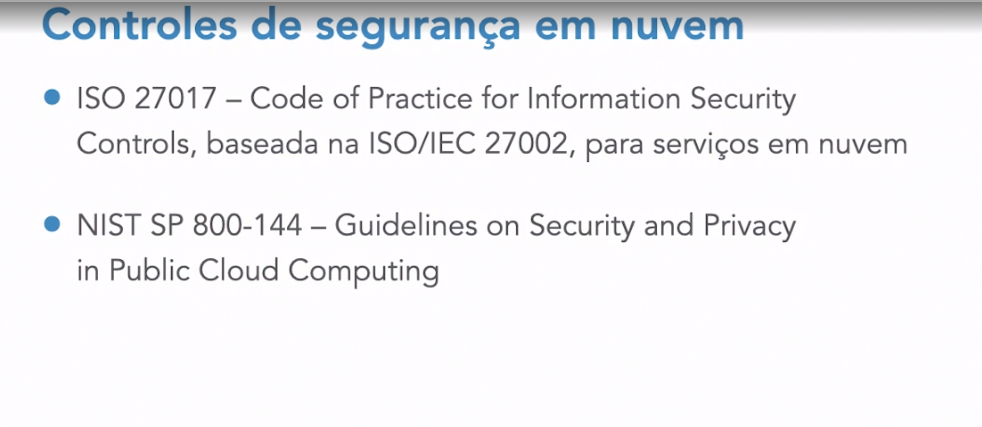 Controles de segurança em nuvem
● ISO 27017 – Code of Practice for Information Security
Controls, baseada na ISO/IEC 27002, para serviços em nuvem
● NIST SP 800-144 – Guidelines on Security and Privacy
in Public Cloud Computing